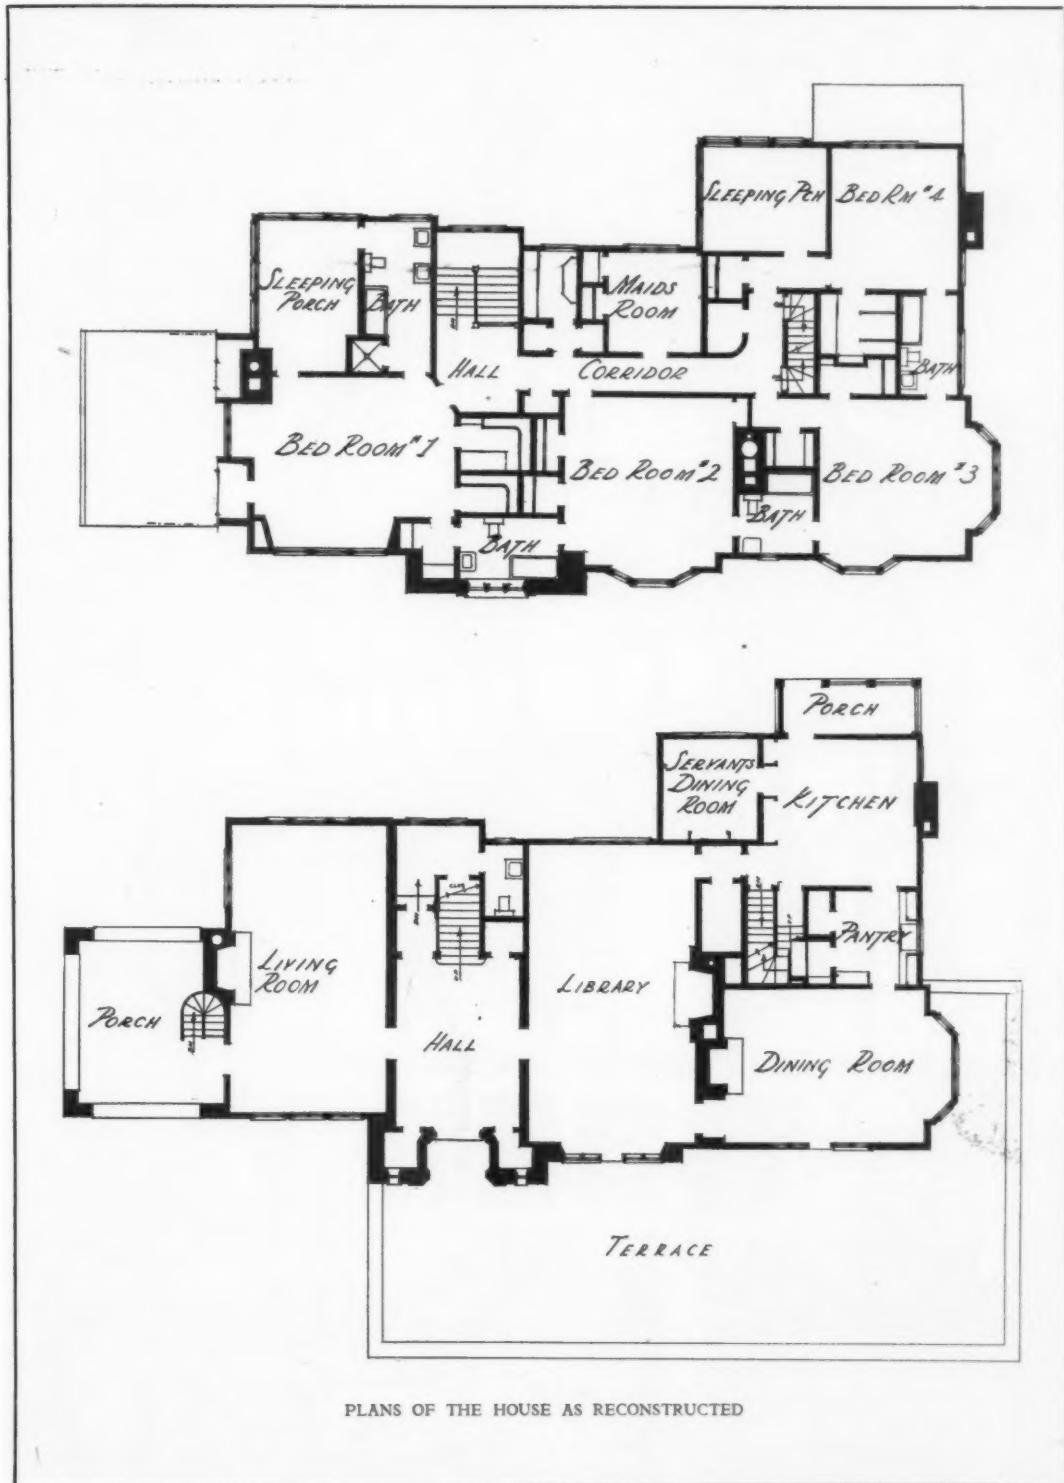 SLEEPING PCH
BED RM #4
SLEEPING
PORCH
BATH
MAIDS
ROOM
HALL
CORRIDOR
BATH
BED ROOM #1
BED ROOM #2
BED ROOM #3
BATH
BATH
PORCH
SERVANTS
DINING
ROOM
KITCHEN
PANTRY
LIVING
ROOM
LIBRARY
PORCH
HALL
DINING ROOM
TERRACE
PLANS OF THE HOUSE AS RECONSTRUCTED